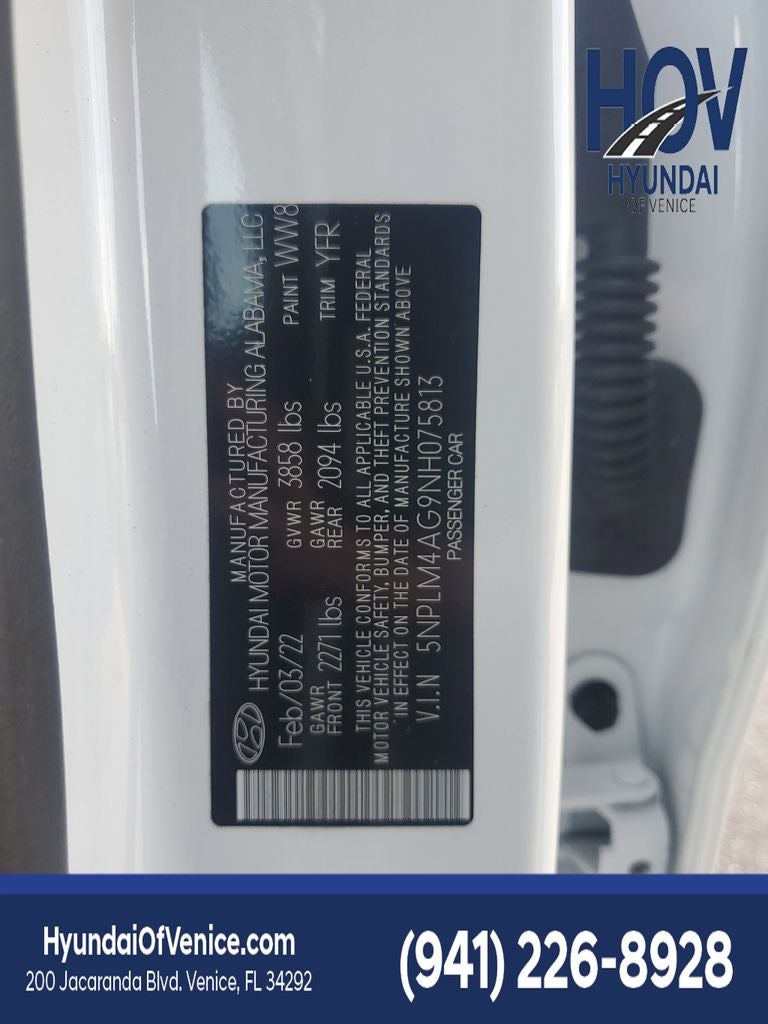 HOV
HYUNDAI
OF VENICE
MANUFACTURED BY
HYUNDAI MOTOR MANUFACTURING ALABAMA, LLC
Feb/03/22 GVWR 3858 lbs PAINT WW8
GAWR FRONT 2271 lbs GAWR REAR 2094 lbs TRIM YFR
THIS VEHICLE CONFORMS TO ALL APPLICABLE U.S.A. FEDERAL
MOTOR VEHICLE SAFETY, BUMPER, AND THEFT PREVENTION STANDARDS
IN EFFECT ON THE DATE OF MANUFACTURE SHOWN ABOVE
V.I.N 5NPLM4AG9NH075813
PASSENGER CAR
HyundaiOfVenice.com
200 Jacaranda Blvd. Venice, FL 34292
(941) 226-8928